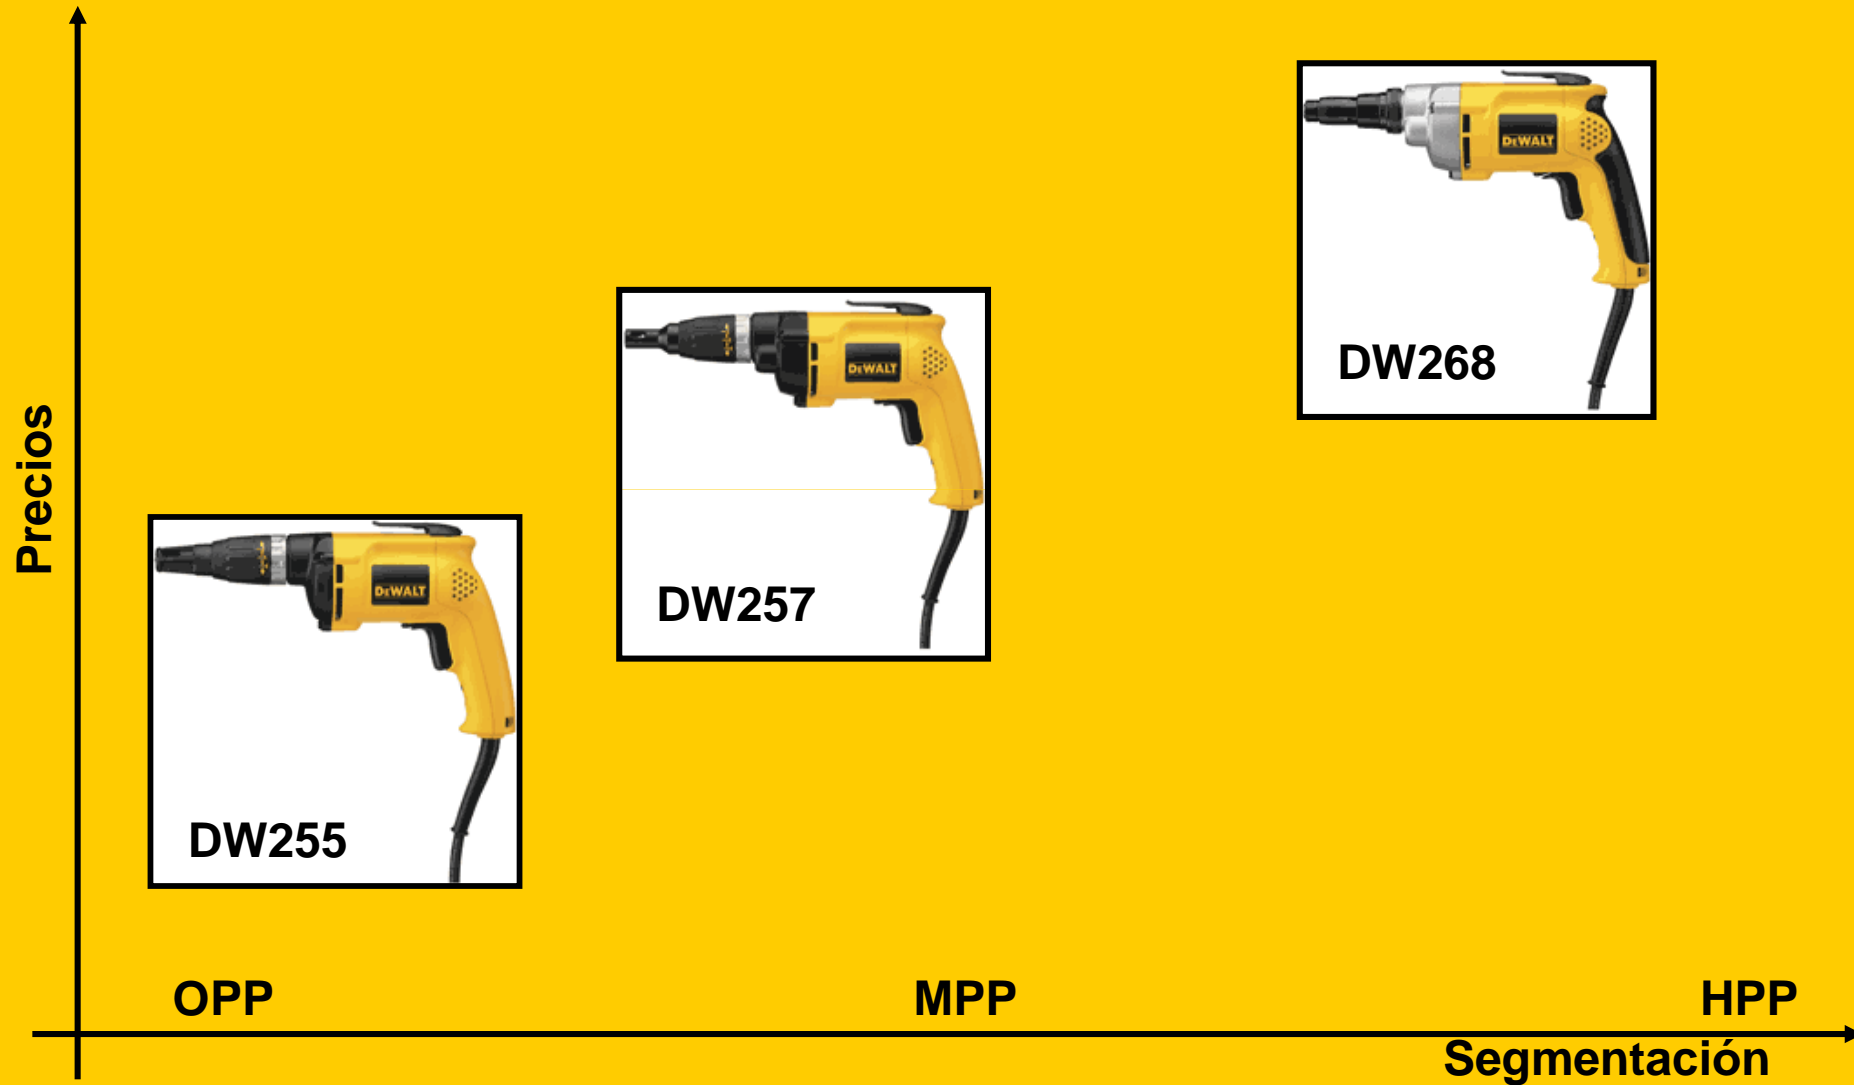 DEWALT
DW268
DEWALT
DW257
Precios
DEWALT
DW255
OPP
MPP
HPP
Segmentación